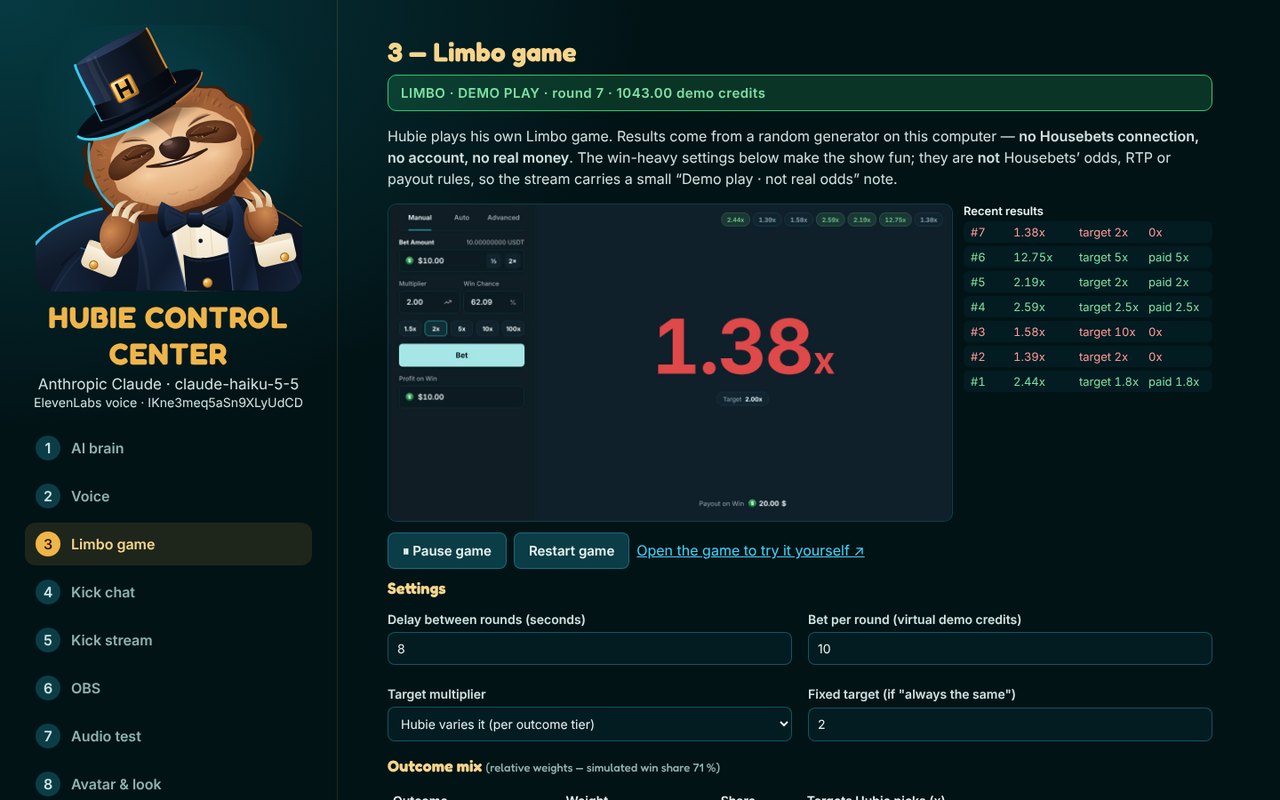 H
HUBIE CONTROL
CENTER
Anthropic Claude · claude-haiku-5-5
ElevenLabs voice · IKne3meq5aSn9XLyUdCD
1 AI brain
2 Voice
3 Limbo game
4 Kick chat
5 Kick stream
6 OBS
7 Audio test
8 Avatar & look
3 — Limbo game
LIMBO · DEMO PLAY · round 7 · 1043.00 demo credits
Hubie plays his own Limbo game. Results come from a random generator on this computer — no Housebets connection,
no account, no real money. The win-heavy settings below make the show fun; they are not Housebets’ odds, RTP or
payout rules, so the stream carries a small “Demo play · not real odds” note.
Manual Auto Advanced
2.44x 1.39x 1.58x 2.59x 2.19x 12.75x 1.38x
Bet Amount 10.00000000 USDT
$10.00 ½ 2×
Multiplier Win Chance
2.00 62.09 %
1.5x 2x 5x 10x 100x
Bet
Profit on Win
$10.00
1.38x
Target 2.00x
Payout on Win 20.00 $
Recent results
#7 1.38x target 2x 0x
#6 12.75x target 5x paid 5x
#5 2.19x target 2x paid 2x
#4 2.59x target 2.5x paid 2.5x
#3 1.58x target 10x 0x
#2 1.39x target 2x 0x
#1 2.44x target 1.8x paid 1.8x
⏸ Pause game Restart game Open the game to try it yourself ↗
Settings
Delay between rounds (seconds) Bet per round (virtual demo credits)
8 10
Target multiplier Fixed target (if "always the same")
Hubie varies it (per outcome tier) 2
Outcome mix (relative weights — simulated win share 71 %)
Outcome Weight Share Targets Hubie picks (x)